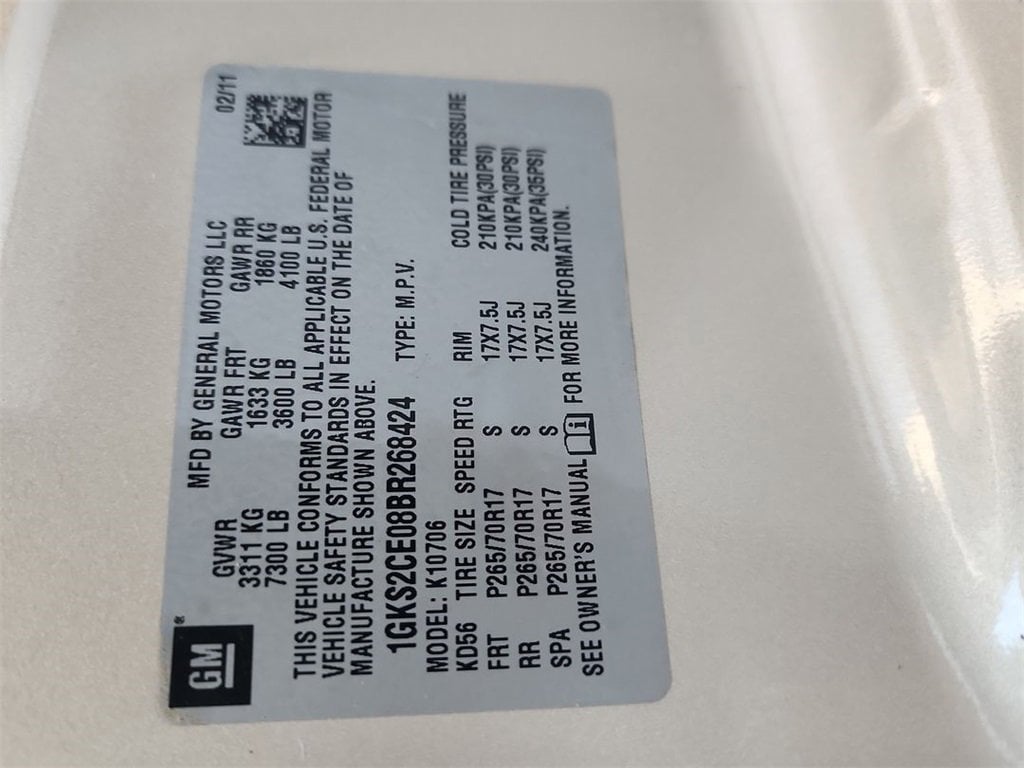 GM®
MFD BY GENERAL MOTORS LLC 02/11
GVWR GAWR FRT GAWR RR
3311 KG 1633 KG 1860 KG
7300 LB 3600 LB 4100 LB
THIS VEHICLE CONFORMS TO ALL APPLICABLE U.S. FEDERAL MOTOR
VEHICLE SAFETY STANDARDS IN EFFECT ON THE DATE OF
MANUFACTURE SHOWN ABOVE.
1GKS2CE08BR268424 TYPE: M.P.V.
MODEL: K10706
KD56 TIRE SIZE SPEED RTG RIM COLD TIRE PRESSURE
FRT P265/70R17 S 17X7.5J 210KPA(30PSI)
RR P265/70R17 S 17X7.5J 210KPA(30PSI)
SPA P265/70R17 S 17X7.5J 240KPA(35PSI)
SEE OWNER'S MANUAL FOR MORE INFORMATION.